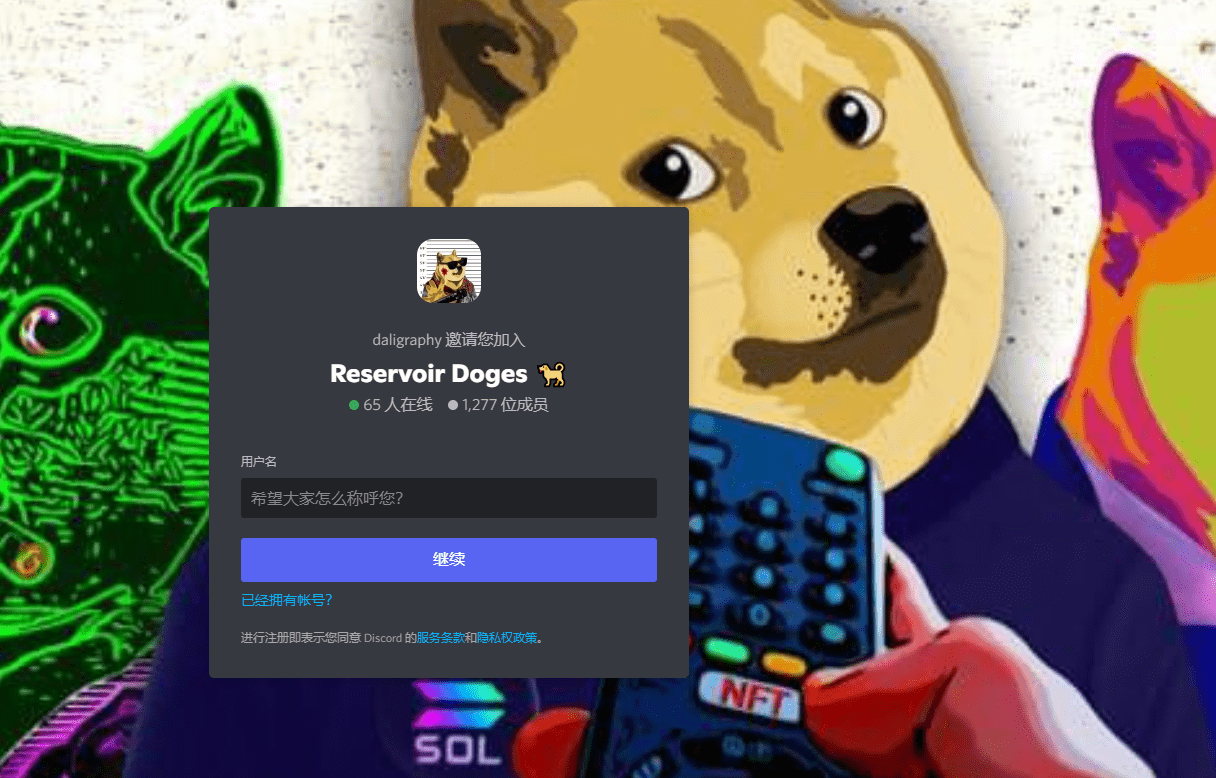 daligraphy 邀请您加入
Reservoir Doges
65 人在线 1,277 位成员
用户名
希望大家怎么称呼您?
继续
已经拥有帐号?
进行注册即表示您同意 Discord 的服务条款和隐私权政策。
NFT
SOL